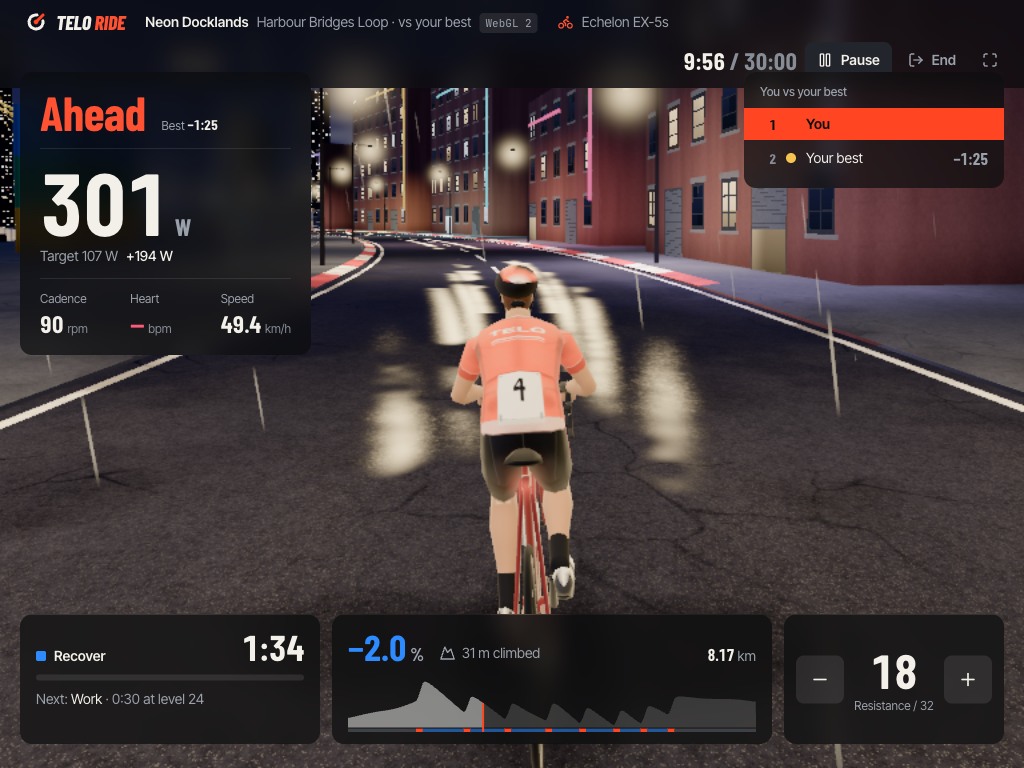 TELO RIDE Neon Docklands Harbour Bridges Loop · vs your best WebGL 2 Echelon EX-5s
9:56 / 30:00 Pause End
Ahead Best −1:25
301 W
Target 107 W +194 W
Cadence Heart Speed
90 rpm – bpm 49.4 km/h
You vs your best
1 You
2 Your best −1:25
TELO
4
Recover 1:34
Next: Work · 0:30 at level 24
−2.0 % 31 m climbed 8.17 km
− 18 +
Resistance / 32